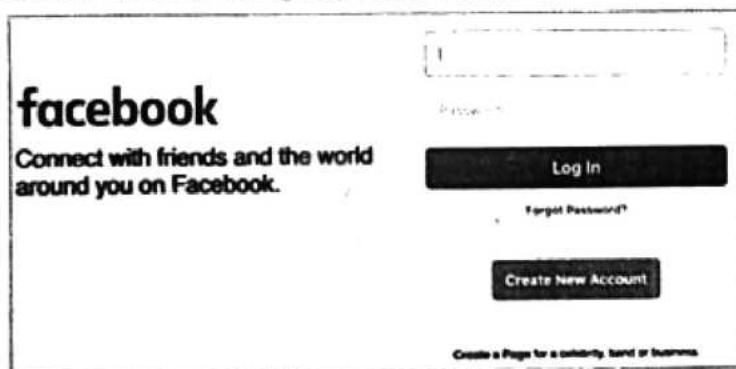 facebook
Connect with friends and the world
around you on Facebook.
Password
Log In
Forgot Password?
Create New Account
Create a Page for a celebrity, band or business.